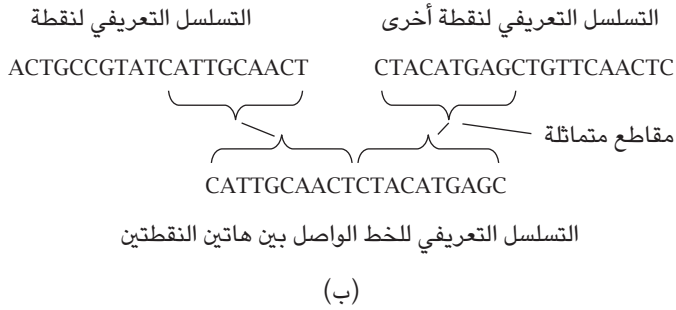 التسلسل التعريفي لنقطة أخرى
التسلسل التعريفي لنقطة
ACTGCCGTATCATTGCAACT
CTACATGAGCTGTTCAACTC
مقاطع متماثلة
CATTGCAACTCTACATGAGC
التسلسل التعريفي للخط الواصل بين هاتين النقطتين
(ب)